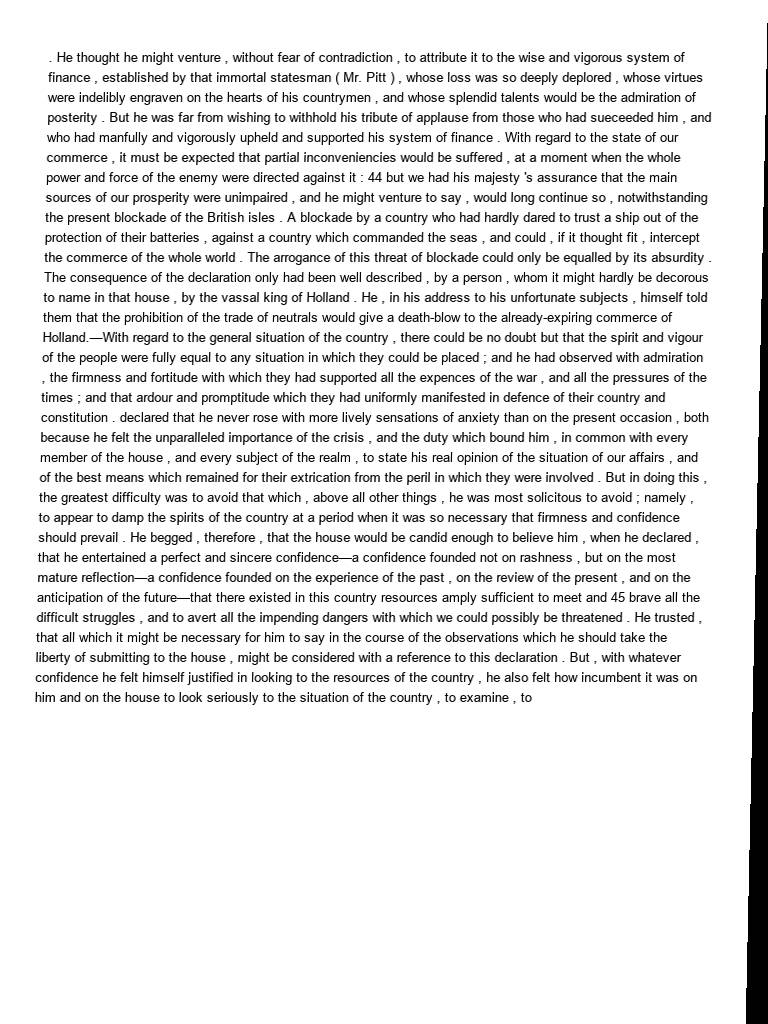 . He thought he might venture , without fear of contradiction , to attribute it to the wise and vigorous system of
finance , established by that immortal statesman ( Mr. Pitt ) , whose loss was so deeply deplored , whose virtues
were indelibly engraven on the hearts of his countrymen , and whose splendid talents would be the admiration of
posterity . But he was far from wishing to withhold his tribute of applause from those who had sueceeded him , and
who had manfully and vigorously upheld and supported his system of finance . With regard to the state of our
commerce , it must be expected that partial inconveniencies would be suffered , at a moment when the whole
power and force of the enemy were directed against it : 44 but we had his majesty 's assurance that the main
sources of our prosperity were unimpaired , and he might venture to say , would long continue so , notwithstanding
the present blockade of the British isles . A blockade by a country who had hardly dared to trust a ship out of the
protection of their batteries , against a country which commanded the seas , and could , if it thought fit , intercept
the commerce of the whole world . The arrogance of this threat of blockade could only be equalled by its absurdity .
The consequence of the declaration only had been well described , by a person , whom it might hardly be decorous
to name in that house , by the vassal king of Holland . He , in his address to his unfortunate subjects , himself told
them that the prohibition of the trade of neutrals would give a death-blow to the already-expiring commerce of
Holland.—With regard to the general situation of the country , there could be no doubt but that the spirit and vigour
of the people were fully equal to any situation in which they could be placed ; and he had observed with admiration
, the firmness and fortitude with which they had supported all the expences of the war , and all the pressures of the
times ; and that ardour and promptitude which they had uniformly manifested in defence of their country and
constitution . declared that he never rose with more lively sensations of anxiety than on the present occasion , both
because he felt the unparalleled importance of the crisis , and the duty which bound him , in common with every
member of the house , and every subject of the realm , to state his real opinion of the situation of our affairs , and
of the best means which remained for their extrication from the peril in which they were involved . But in doing this ,
the greatest difficulty was to avoid that which , above all other things , he was most solicitous to avoid ; namely ,
to appear to damp the spirits of the country at a period when it was so necessary that firmness and confidence
should prevail . He begged , therefore , that the house would be candid enough to believe him , when he declared ,
that he entertained a perfect and sincere confidence—a confidence founded not on rashness , but on the most
mature reflection—a confidence founded on the experience of the past , on the review of the present , and on the
anticipation of the future—that there existed in this country resources amply sufficient to meet and 45 brave all the
difficult struggles , and to avert all the impending dangers with which we could possibly be threatened . He trusted ,
that all which it might be necessary for him to say in the course of the observations which he should take the
liberty of submitting to the house , might be considered with a reference to this declaration . But , with whatever
confidence he felt himself justified in looking to the resources of the country , he also felt how incumbent it was on
him and on the house to look seriously to the situation of the country , to examine , to